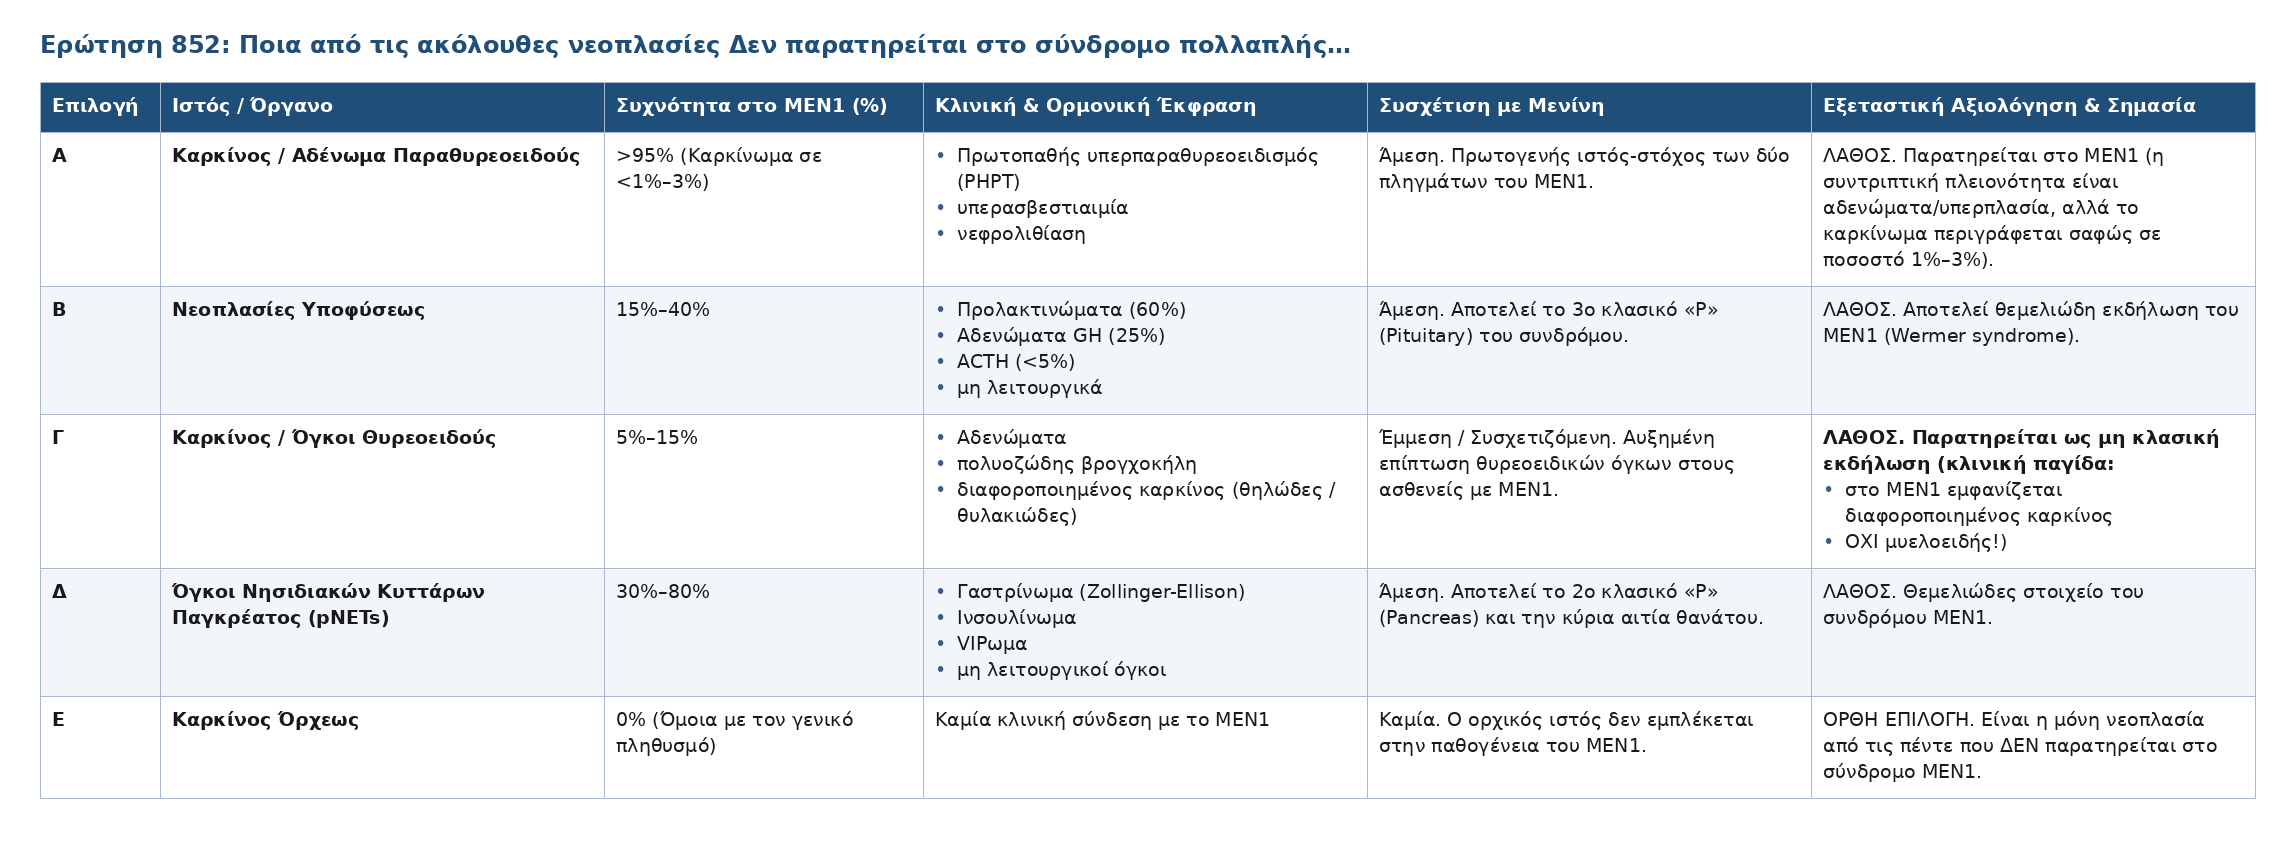 Ερώτηση 852: Ποια από τις ακόλουθες νεοπλασίες Δεν παρατηρείται στο σύνδρομο πολλαπλής…
Επιλογή
Ιστός / Όργανο
Συχνότητα στο MEN1 (%)
Κλινική & Ορμονική Έκφραση
Συσχέτιση με Μενίνη
Εξεταστική Αξιολόγηση & Σημασία
Α
Καρκίνος / Αδένωμα Παραθυρεοειδούς
>95% (Καρκίνωμα σε
<1%–3%)
• Πρωτοπαθής υπερπαραθυρεοειδισμός
(PHPT)
• υπερασβεστιαιμία
• νεφρολιθίαση
Άμεση. Πρωτογενής ιστός-στόχος των δύο
πληγμάτων του MEN1.
ΛΑΘΟΣ. Παρατηρείται στο MEN1 (η
συντριπτική πλειονότητα είναι
αδενώματα/υπερπλασία, αλλά το
καρκίνωμα περιγράφεται σαφώς σε
ποσοστό 1%–3%).
Β
Νεοπλασίες Υποφύσεως
15%–40%
• Προλακτινώματα (60%)
• Αδενώματα GH (25%)
• ACTH (<5%)
• μη λειτουργικά
Άμεση. Αποτελεί το 3ο κλασικό «P»
(Pituitary) του συνδρόμου.
ΛΑΘΟΣ. Αποτελεί θεμελιώδη εκδήλωση του
MEN1 (Wermer syndrome).
Γ
Καρκίνος / Όγκοι Θυρεοειδούς
5%–15%
• Αδενώματα
• πολυοζώδης βρογχοκήλη
• διαφοροποιημένος καρκίνος (θηλώδες /
θυλακιώδες)
Έμμεση / Συσχετιζόμενη. Αυξημένη
επίπτωση θυρεοειδικών όγκων στους
ασθενείς με MEN1.
ΛΑΘΟΣ. Παρατηρείται ως μη κλασική
εκδήλωση (κλινική παγίδα:
• στο MEN1 εμφανίζεται
διαφοροποιημένος καρκίνος
• ΟΧΙ μυελοειδής!)
Δ
Όγκοι Νησιδιακών Κυττάρων
Παγκρέατος (pNETs)
30%–80%
• Γαστρίνωμα (Zollinger-Ellison)
• Ινσουλίνωμα
• VIPωμα
• μη λειτουργικοί όγκοι
Άμεση. Αποτελεί το 2ο κλασικό «P»
(Pancreas) και την κύρια αιτία θανάτου.
ΛΑΘΟΣ. Θεμελιώδες στοιχείο του
συνδρόμου MEN1.
Ε
Καρκίνος Όρχεως
0% (Όμοια με τον γενικό
πληθυσμό)
Καμία κλινική σύνδεση με το MEN1
Καμία. Ο ορχικός ιστός δεν εμπλέκεται
στην παθογένεια του MEN1.
ΟΡΘΗ ΕΠΙΛΟΓΗ. Είναι η μόνη νεοπλασία
από τις πέντε που ΔΕΝ παρατηρείται στο
σύνδρομο MEN1.